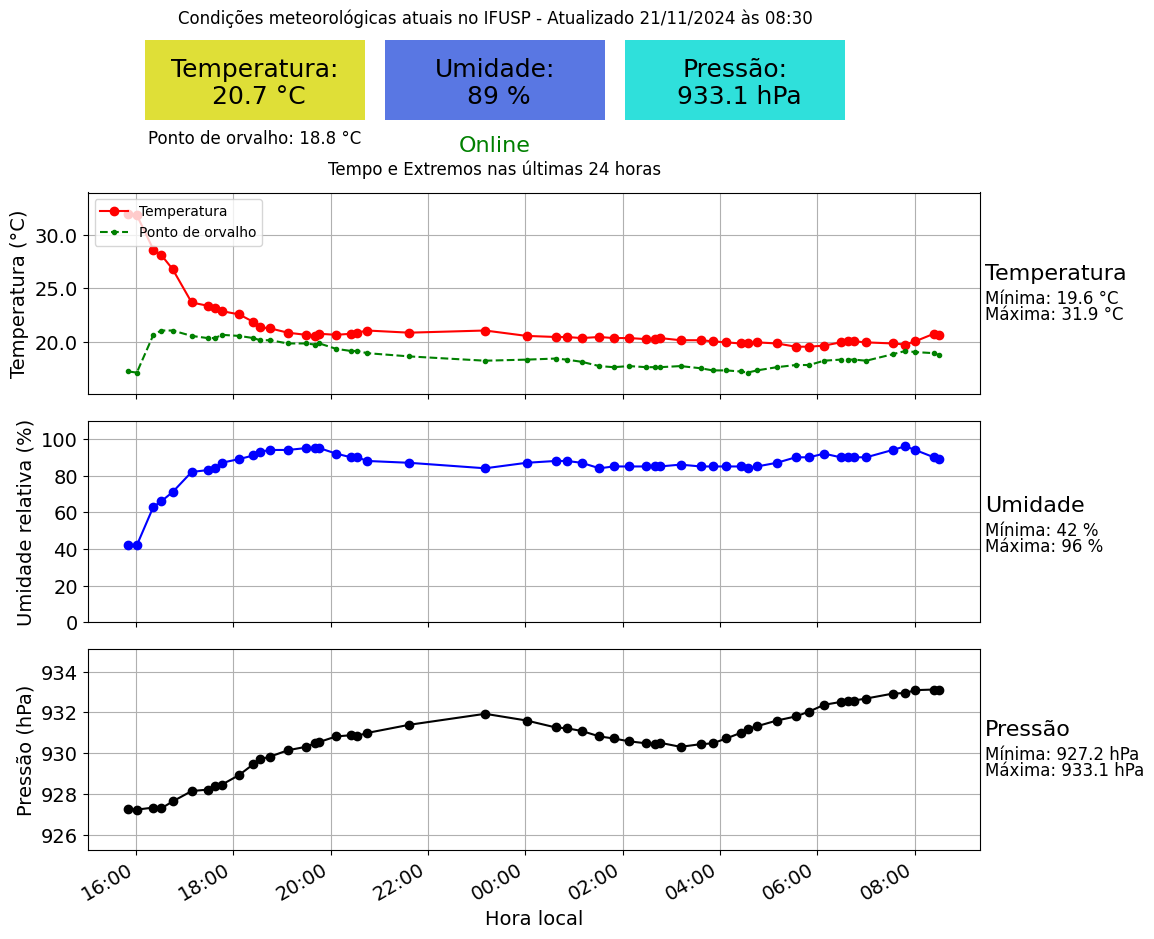 Condições meteorológicas atuais no IFUSP - Atualizado 21/11/2024 às 08:30
Temperatura:
20.7 °C
Umidade:
89 %
Pressão:
933.1 hPa
Ponto de orvalho: 18.8 °C
Online
Tempo e Extremos nas últimas 24 horas
Temperatura (°C)
30.0
25.0
20.0
Temperatura
Ponto de orvalho
Temperatura
Mínima: 19.6 °C
Máxima: 31.9 °C
Umidade relativa (%)
100
80
60
40
20
0
Umidade
Mínima: 42 %
Máxima: 96 %
Pressão (hPa)
934
932
930
928
926
Pressão
Mínima: 927.2 hPa
Máxima: 933.1 hPa
16:00 18:00 20:00 22:00 00:00 02:00 04:00 06:00 08:00
Hora local